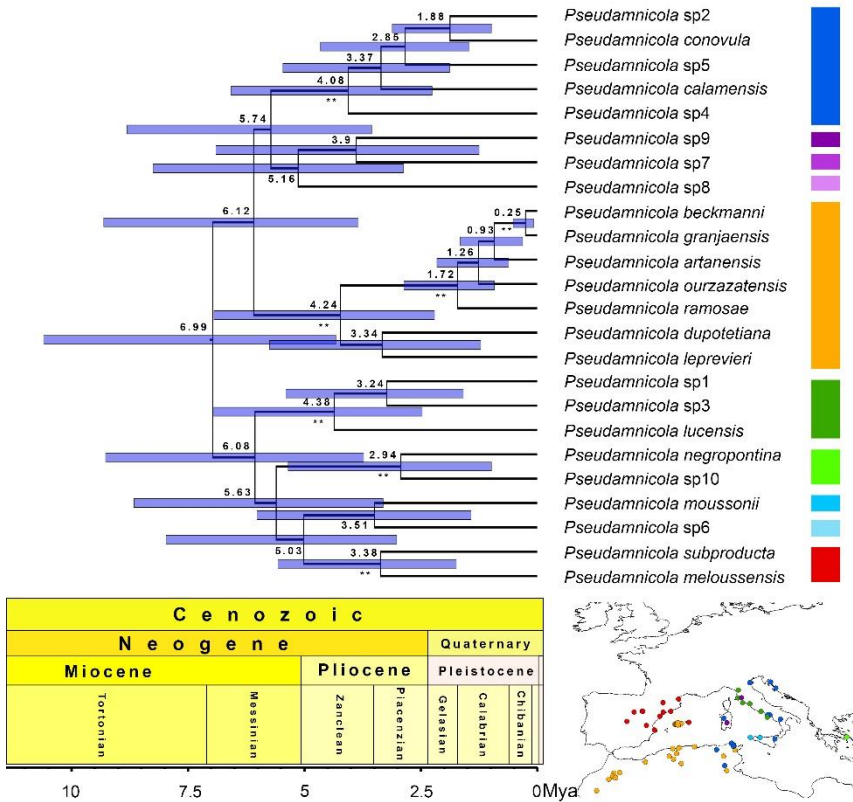 1.88
Pseudamnicola sp2
2.85
Pseudamnicola conovula
3.37
Pseudamnicola sp5
4.08
Pseudamnicola calamensis
**
Pseudamnicola sp4
5.74
3.9
Pseudamnicola sp9
Pseudamnicola sp7
5.16
Pseudamnicola sp8
6.12
0.25
Pseudamnicola beckmanni
**
0.93
Pseudamnicola granjaensis
1.26
Pseudamnicola artanensis
1.72
Pseudamnicola ourzazatensis
**
Pseudamnicola ramosae
4.24
**
6.99
3.34
Pseudamnicola dupotetiana
Pseudamnicola leprevieri
3.24
Pseudamnicola sp1
4.38
Pseudamnicola sp3
**
Pseudamnicola lucensis
6.08
2.94
Pseudamnicola negropontina
**
Pseudamnicola sp10
5.63
Pseudamnicola moussonii
3.51
Pseudamnicola sp6
5.03
3.38
Pseudamnicola subproducta
**
Pseudamnicola meloussensis
Cenozoic
Neogene
Quaternary
Miocene
Pliocene
Pleistocene
Tortonian
Messinian
Zanclean
Piacenzian
Gelasian
Calabrian
Chibanian
10 7.5 5 2.5 0 Mya